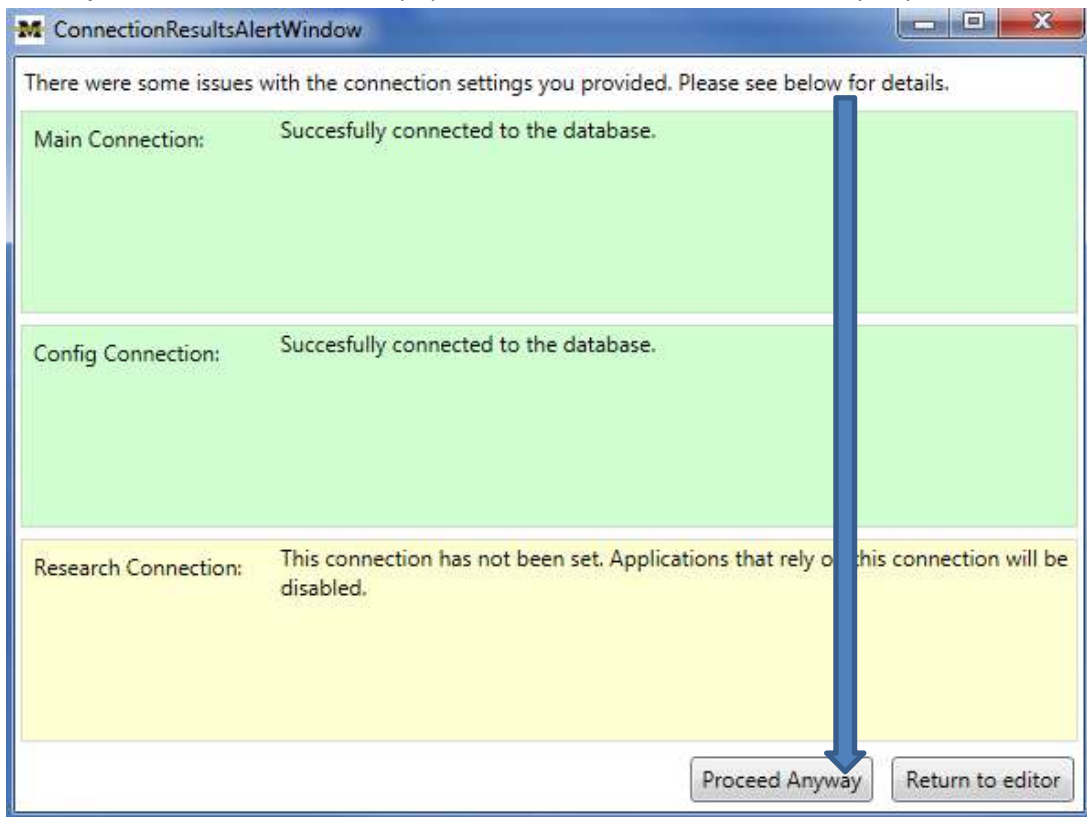 ConnectionResultsAlertWindow
There were some issues with the connection settings you provided. Please see below for details.
Main Connection:
Succesfully connected to the database.
Config Connection:
Succesfully connected to the database.
Research Connection:
This connection has not been set. Applications that rely o this connection will be
disabled.
Proceed Anyway
Return to editor